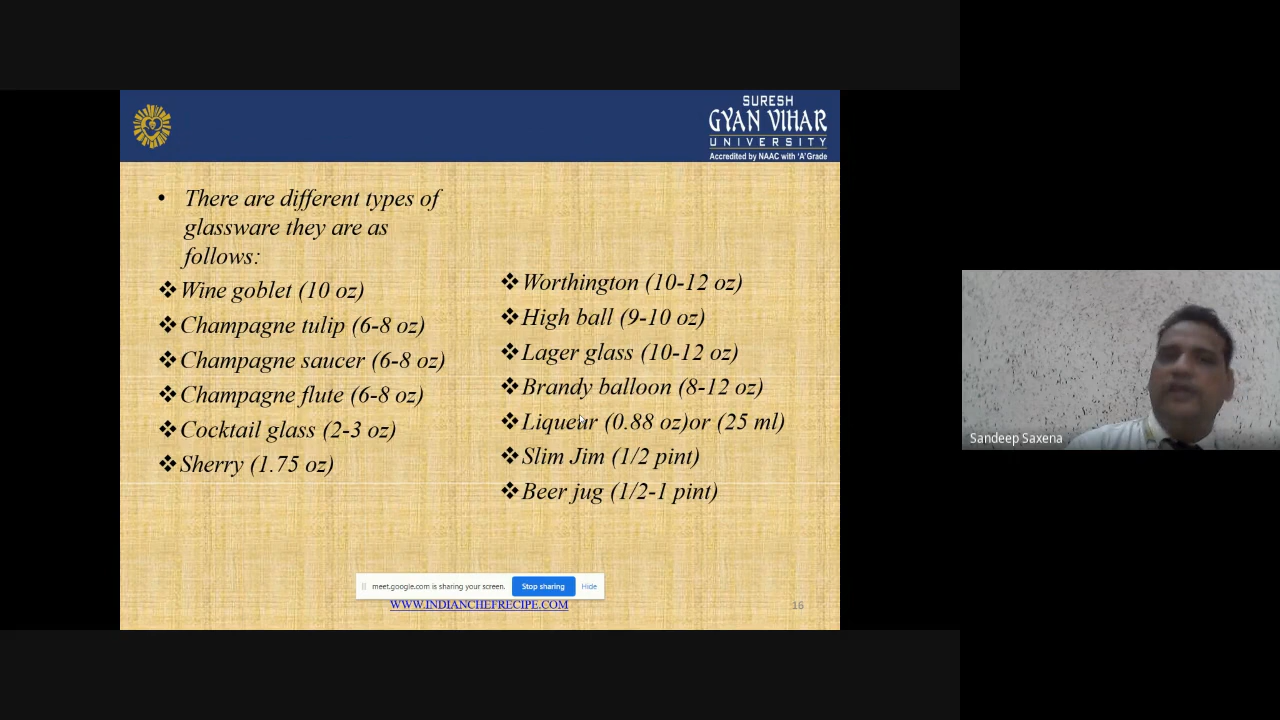 SURESH
GYAN VIHAR
UNIVERSITY
Accredited by NAAC with 'A' Grade
• There are different types of
glassware they are as
follows:
❖Wine goblet (10 oz)
❖Champagne tulip (6-8 oz)
❖Champagne saucer (6-8 oz)
❖Champagne flute (6-8 oz)
❖Cocktail glass (2-3 oz)
❖Sherry (1.75 oz)
❖Worthington (10-12 oz)
❖High ball (9-10 oz)
❖Lager glass (10-12 oz)
❖Brandy balloon (8-12 oz)
❖Liqueur (0.88 oz)or (25 ml)
❖Slim Jim (1/2 pint)
❖Beer jug (1/2-1 pint)
meet.google.com is sharing your screen. Stop sharing Hide
WWW.INDIANCHEFRECIPE.COM
16
Sandeep Saxena